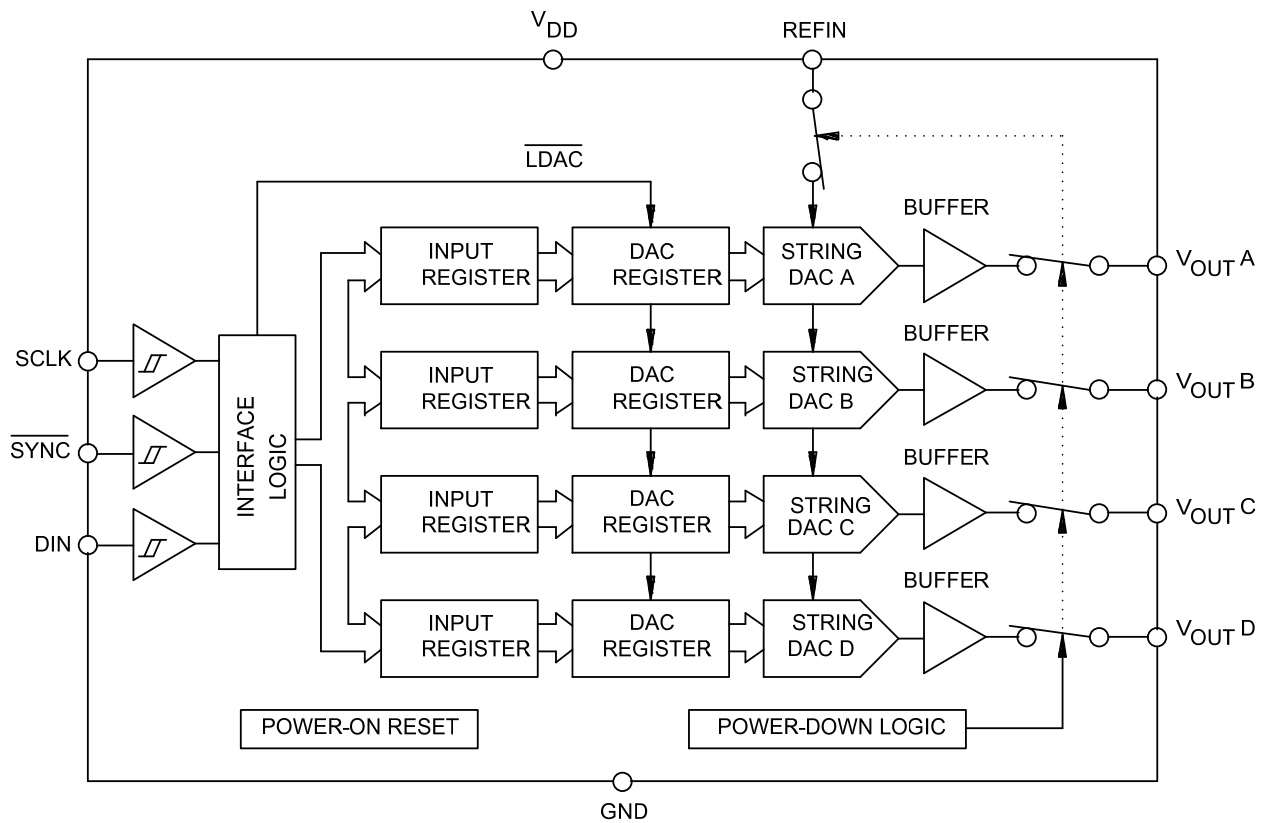 VDD
REFIN
LDAC
BUFFER
INPUT
REGISTER
DAC
REGISTER
STRING
DAC A
VOUT A
BUFFER
SCLK
INPUT
REGISTER
DAC
REGISTER
STRING
DAC B
VOUT B
SYNC
INTERFACE
LOGIC
BUFFER
INPUT
REGISTER
DAC
REGISTER
STRING
DAC C
VOUT C
DIN
BUFFER
INPUT
REGISTER
DAC
REGISTER
STRING
DAC D
VOUT D
POWER-ON RESET
POWER-DOWN LOGIC
GND